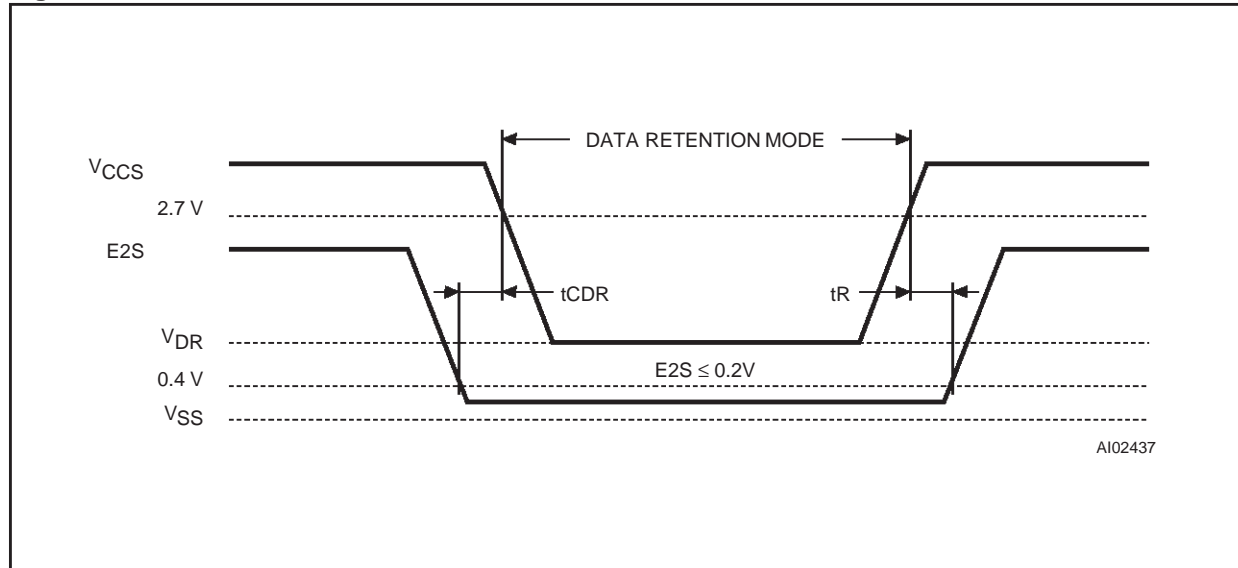 DATA RETENTION MODE
VCCS
2.7 V
E2S
tCDR
tR
VDR
E2S ≤ 0.2V
0.4 V
VSS
AI02437